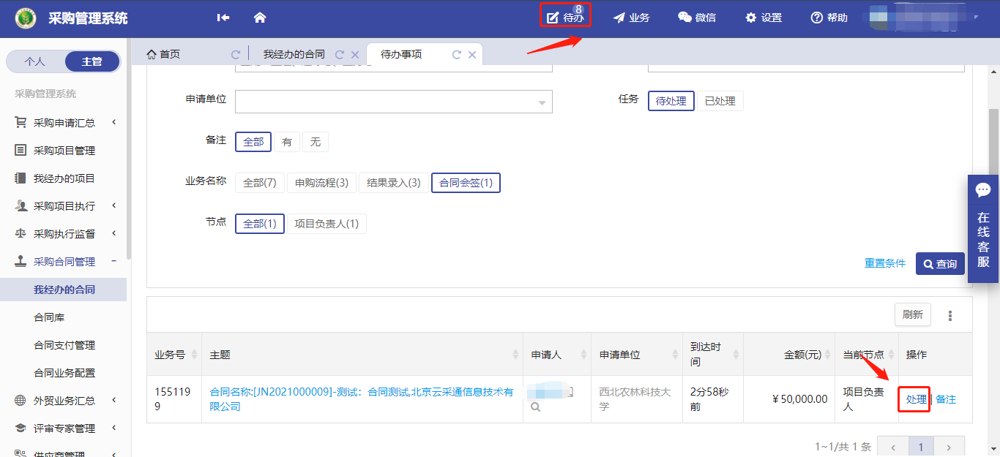 采购管理系统
待办
8
业务
微信
设置
帮助
个人
主管
首页
我经办的合同
待办事项
采购管理系统
采购申请汇总
采购项目管理
我经办的项目
采购项目执行
采购执行监督
采购合同管理
我经办的合同
合同库
合同支付管理
合同业务配置
外贸业务汇总
评审专家管理
供应商管理
申请单位
任务
待处理
已处理
备注
全部
有
无
业务名称
全部(7)
申购流程(3)
结果录入(3)
合同会签(1)
节点
全部(1)
项目负责人(1)
重置条件
查询
在线客服
刷新
业务号
主题
申请人
申请单位
到达时
间
金额(元)
当前节点
操作
155119
9
合同名称:[JN2021000009]-测试：合同测试,北京云采通信息技术有
限公司
西北农林科技大
学
2分58秒
前
¥50,000.00
项目负责
人
处理
|
备注
1~1/共 1 条
‹
1
›